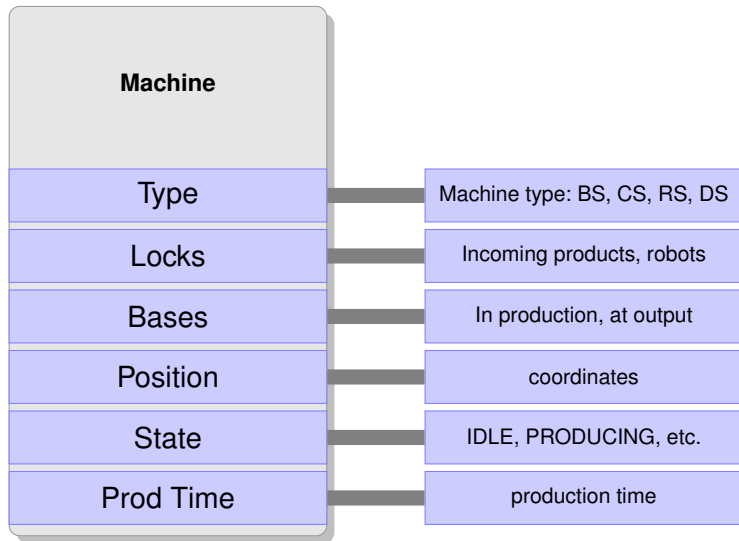 Machine
Type
Machine type: BS, CS, RS, DS
Locks
Incoming products, robots
Bases
In production, at output
Position
coordinates
State
IDLE, PRODUCING, etc.
Prod Time
production time